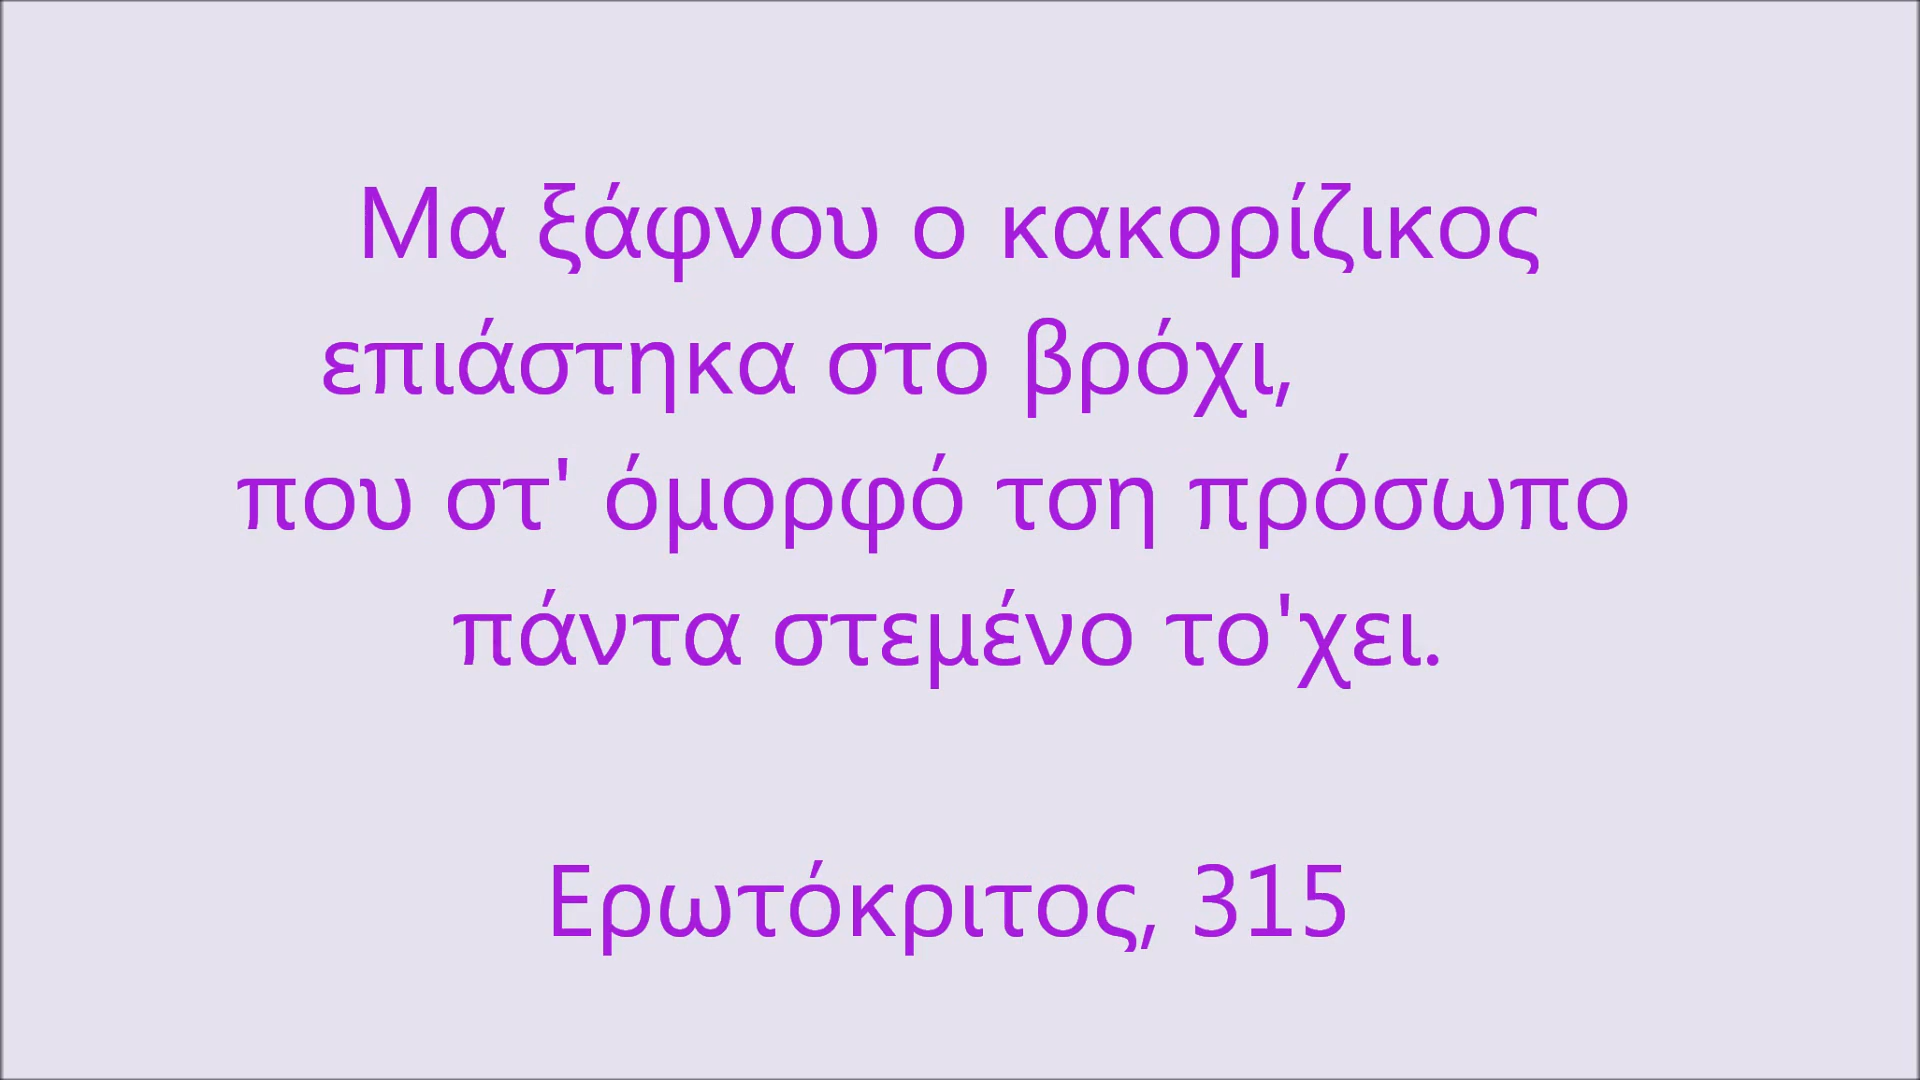 Μα ξάφνου ο κακορίζικος
επιάστηκα στο βρόχι,
που στ' όμορφό τση πρόσωπο
πάντα στεμένο το'χει.
Ερωτόκριτος, 315